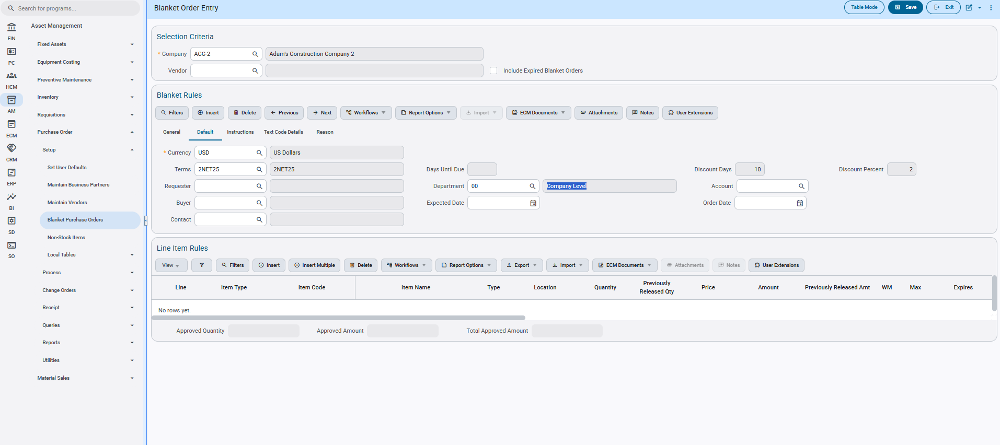 Search for programs...
FIN
PC
HCM
AM
ECM
CRM
ERP
BI
SD
SO
Asset Management
Fixed Assets
Equipment Costing
Preventive Maintenance
Inventory
Requisitions
Purchase Order
Setup
Set User Defaults
Maintain Business Partners
Maintain Vendors
Blanket Purchase Orders
Non-Stock Items
Local Tables
Process
Change Orders
Receipt
Queries
Reports
Utilities
Material Sales
Blanket Order Entry
Table Mode Save Exit
Selection Criteria
* Company ACC-2 Adam's Construction Company 2
Vendor Include Expired Blanket Orders
Blanket Rules
Filters Insert Delete Previous Next Workflows Report Options Import ECM Documents Attachments Notes User Extensions
General Default Instructions Text Code Details Reason
* Currency USD US Dollars
Terms 2NET25 2NET25 Days Until Due Discount Days 10 Discount Percent 2
Requester Department 00 Company Level Account
Buyer Expected Date Order Date
Contact
Line Item Rules
View Filters Insert Insert Multiple Delete Workflows Report Options Export Import ECM Documents Attachments Notes User Extensions
Line Item Type Item Code Item Name Type Location Quantity Previously Released Qty Price Amount Previously Released Amt WM Max Expires
No rows yet.
Approved Quantity Approved Amount Total Approved Amount